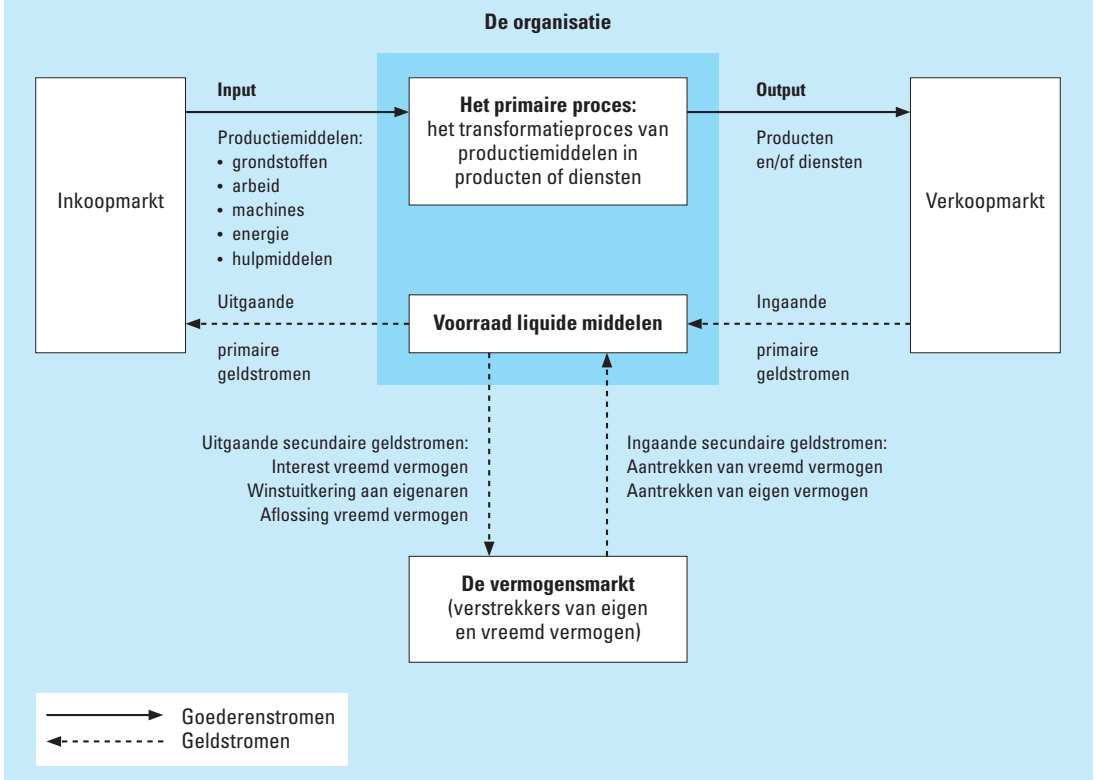 De organisatie
Input
Productiemiddelen:
• grondstoffen
• arbeid
• machines
• energie
• hulpmiddelen
Inkoopmarkt
Het primaire proces:
het transformatieproces van
productiemiddelen in
producten of diensten
Output
Producten
en/of diensten
Verkoopmarkt
Uitgaande
primaire
geldstromen
Voorraad liquide middelen
Ingaande
primaire
geldstromen
Uitgaande secundaire geldstromen:
Interest vreemd vermogen
Winstuitkering aan eigenaren
Aflossing vreemd vermogen
Ingaande secundaire geldstromen:
Aantrekken van vreemd vermogen
Aantrekken van eigen vermogen
De vermogensmarkt
(verstrekkers van eigen
en vreemd vermogen)
Goederenstromen
Geldstromen